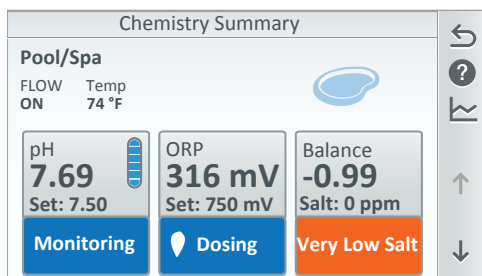 Chemistry Summary
Pool/Spa
FLOW Temp
ON 74 °F
pH
7.69
Set: 7.50
Monitoring
ORP
316 mV
Set: 750 mV
Dosing
Balance
-0.99
Salt: 0 ppm
Very Low Salt
?